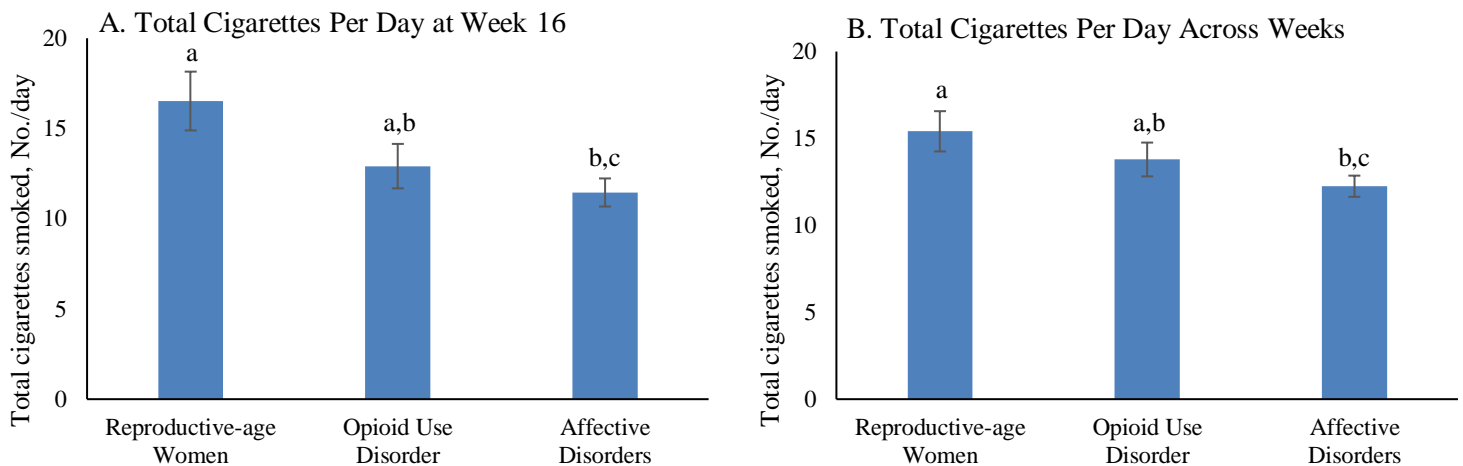 A. Total Cigarettes Per Day at Week 16
Total cigarettes smoked, No./day
20
15
10
5
0
a
a,b
b,c
Reproductive-age
Women
Opioid Use
Disorder
Affective
Disorders
B. Total Cigarettes Per Day Across Weeks
Total cigarettes smoked, No./day
20
15
10
5
0
a
a,b
b,c
Reproductive-age
Women
Opioid Use
Disorder
Affective
Disorders